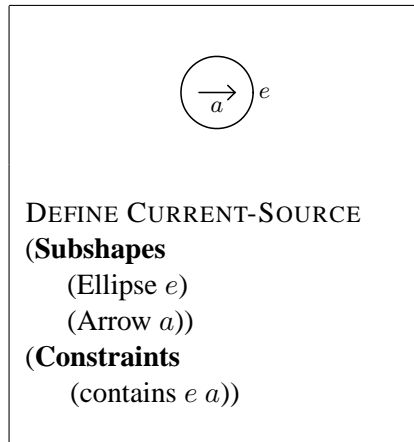 e
a
DEFINE CURRENT-SOURCE
(Subshapes
(Ellipse e)
(Arrow a))
(Constraints
(contains e a))